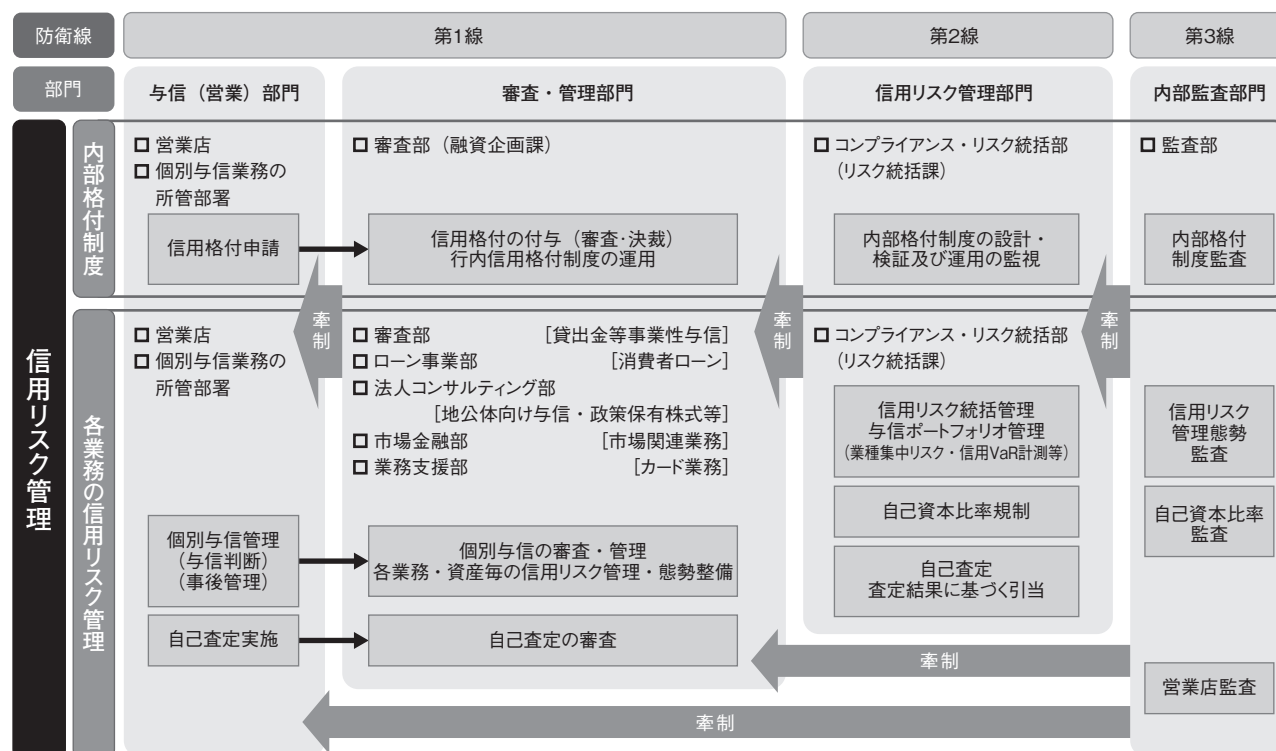 防衛線
第1線
第2線
第3線
部門
与信（営業）部門
審査・管理部門
信用リスク管理部門
内部監査部門
信用リスク管理
内部格付制度
営業店
個別与信業務の
所管部署
信用格付申請
審査部（融資企画課）
信用格付の付与（審査・決裁）
行内信用格付制度の運用
コンプライアンス・リスク統括部
(リスク統括課)
内部格付制度の設計・
検証及び運用の監視
監査部
内部格付
制度監査
牽制
牽制
牽制
各業務の信用リスク管理
営業店
個別与信業務の
所管部署
個別与信管理
(与信判断)
(事後管理)
自己査定実施
審査部 [貸出金等事業性与信]
ローン事業部 [消費者ローン]
法人コンサルティング部
[地公体向け与信・政策保有株式等]
市場金融部 [市場関連業務]
業務支援部 [カード業務]
個別与信の審査・管理
各業務・資産毎の信用リスク管理・態勢整備
自己査定の審査
コンプライアンス・リスク統括部
(リスク統括課)
信用リスク統括管理
与信ポートフォリオ管理
(業種集中リスク・信用VaR計測等)
自己資本比率規制
自己査定
査定結果に基づく引当
信用リスク
管理態勢
監査
自己資本比率
監査
営業店監査
牽制
牽制